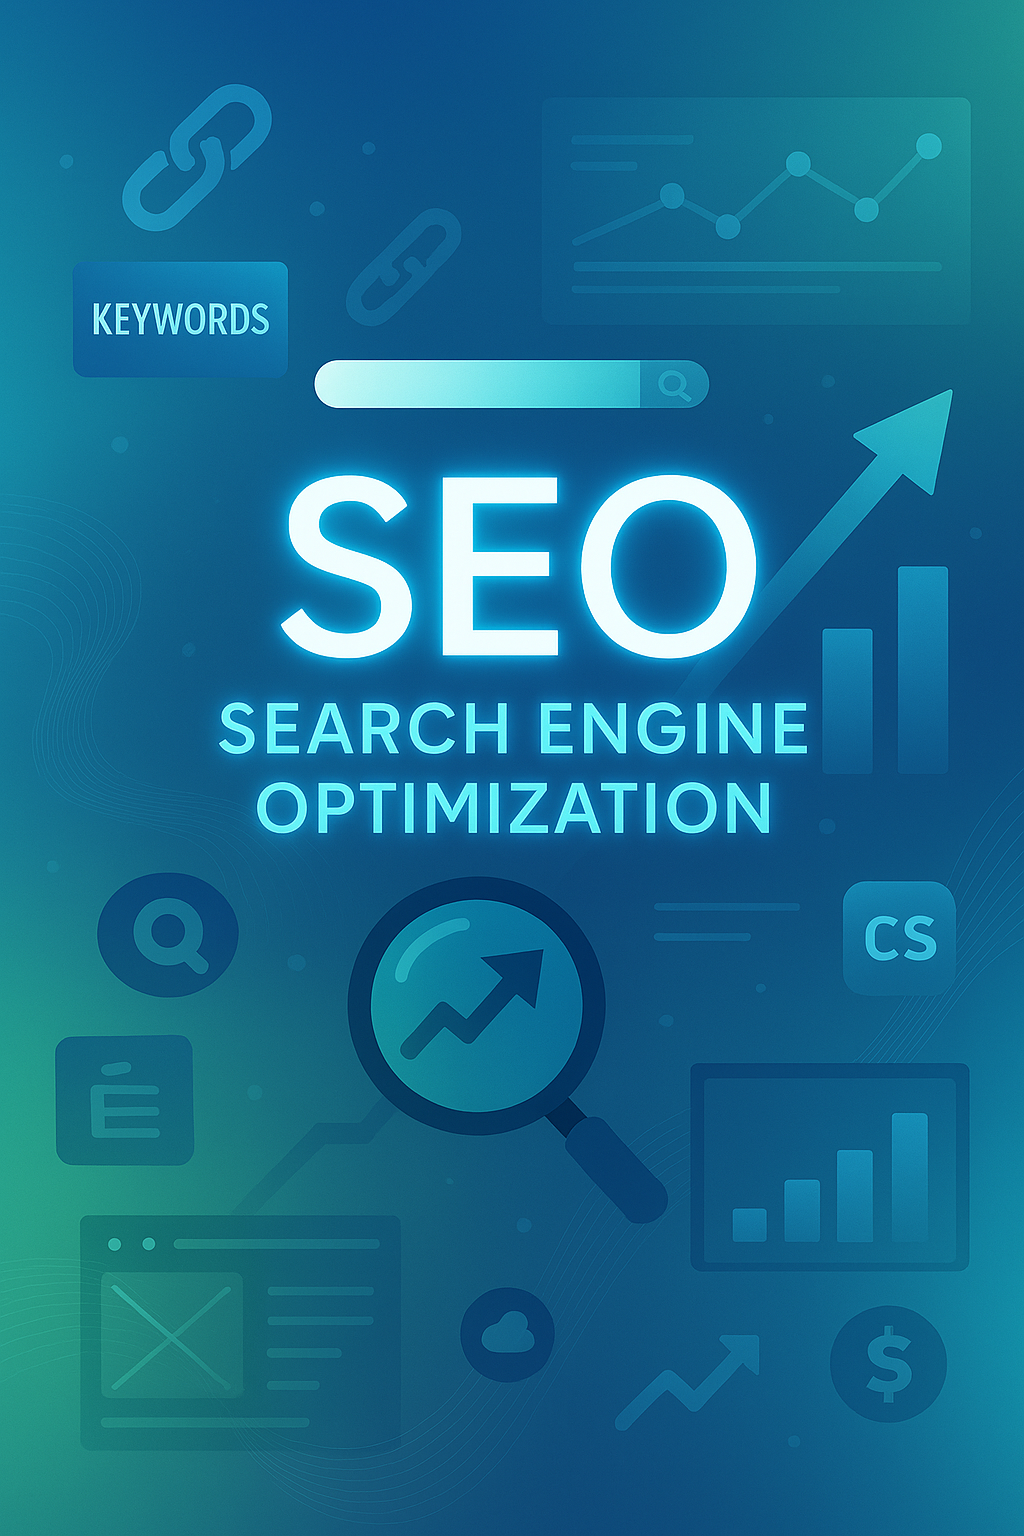 KEYWORDS
SEO
SEARCH ENGINE
OPTIMIZATION
CS
$